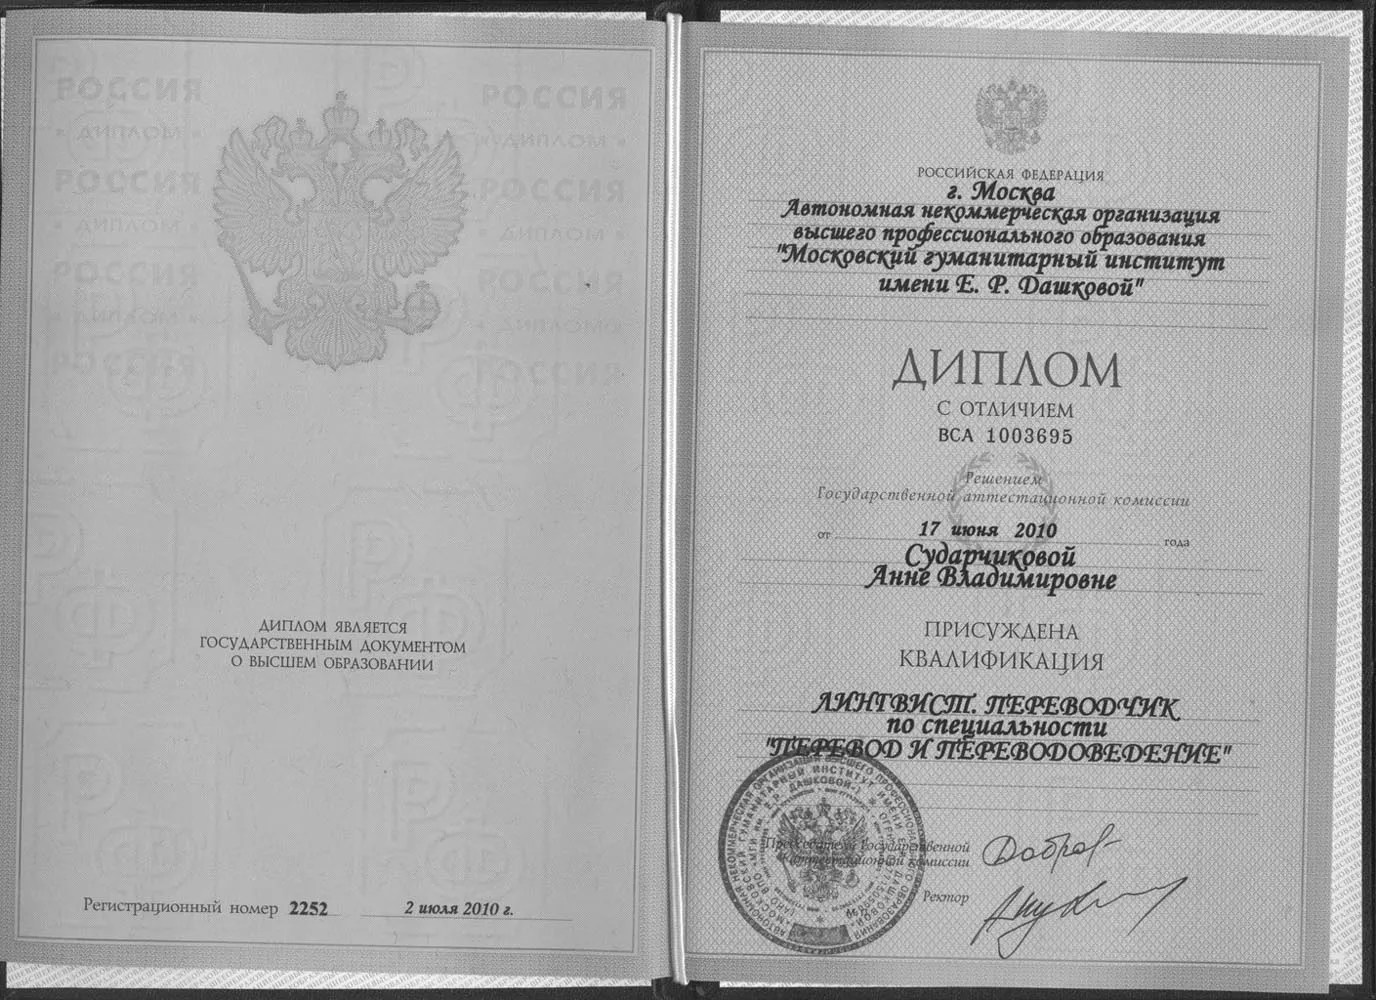 РОССИЯ
РОССИЯ
« ДИПЛОМ »
« ДИПЛОМ »
РОССИЯ
РОССИЯ
« ДИПЛОМ »
« ДИПЛОМ »
РОССИЯ
РОССИЯ
« ДИПЛОМ »
« ДИПЛОМ »
РОССИЯ
РОССИЯ
ДИПЛОМ ЯВЛЯЕТСЯ
ГОСУДАРСТВЕННЫМ ДОКУМЕНТОМ
О ВЫСШЕМ ОБРАЗОВАНИИ
Регистрационный номер 2252 2 июля 2010 г.
РОССИЙСКАЯ ФЕДЕРАЦИЯ
г. Москва
Автономная некоммерческая организация
высшего профессионального образования
"Московский гуманитарный институт
имени Е. Р. Дашковой"
ДИПЛОМ
С ОТЛИЧИЕМ
ВСА 1003695
Решением
Государственной аттестационной комиссии
от 17 июня 2010 года
Сударчиковой
Анне Владимировне
ПРИСУЖДЕНА
КВАЛИФИКАЦИЯ
ЛИНГВИСТ. ПЕРЕВОДЧИК
по специальности
"ПЕРЕВОД И ПЕРЕВОДОВЕДЕНИЕ"
Председатель Государственной
аттестационной комиссии
Ректор